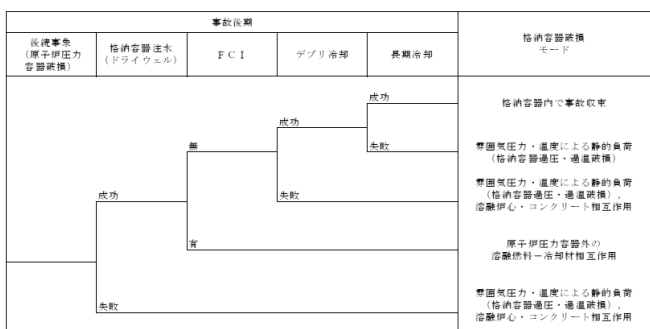 事故後期
後続事象
(原子炉圧力
容器破損)
格納容器注水
(ドライウェル)
ＦＣＩ
デブリ冷却
長期冷却
格納容器破損
モード
成功
格納容器内で事故収束
成功
無
失敗
雰囲気圧力・温度による静的負荷
(格納容器過圧・過温破損)
成功
失敗
雰囲気圧力・温度による静的負荷
(格納容器過圧・過温破損),
溶融炉心・コンクリート相互作用
有
原子炉圧力容器外の
溶融燃料－冷却材相互作用
失敗
雰囲気圧力・温度による静的負荷
(格納容器過圧・過温破損),
溶融炉心・コンクリート相互作用